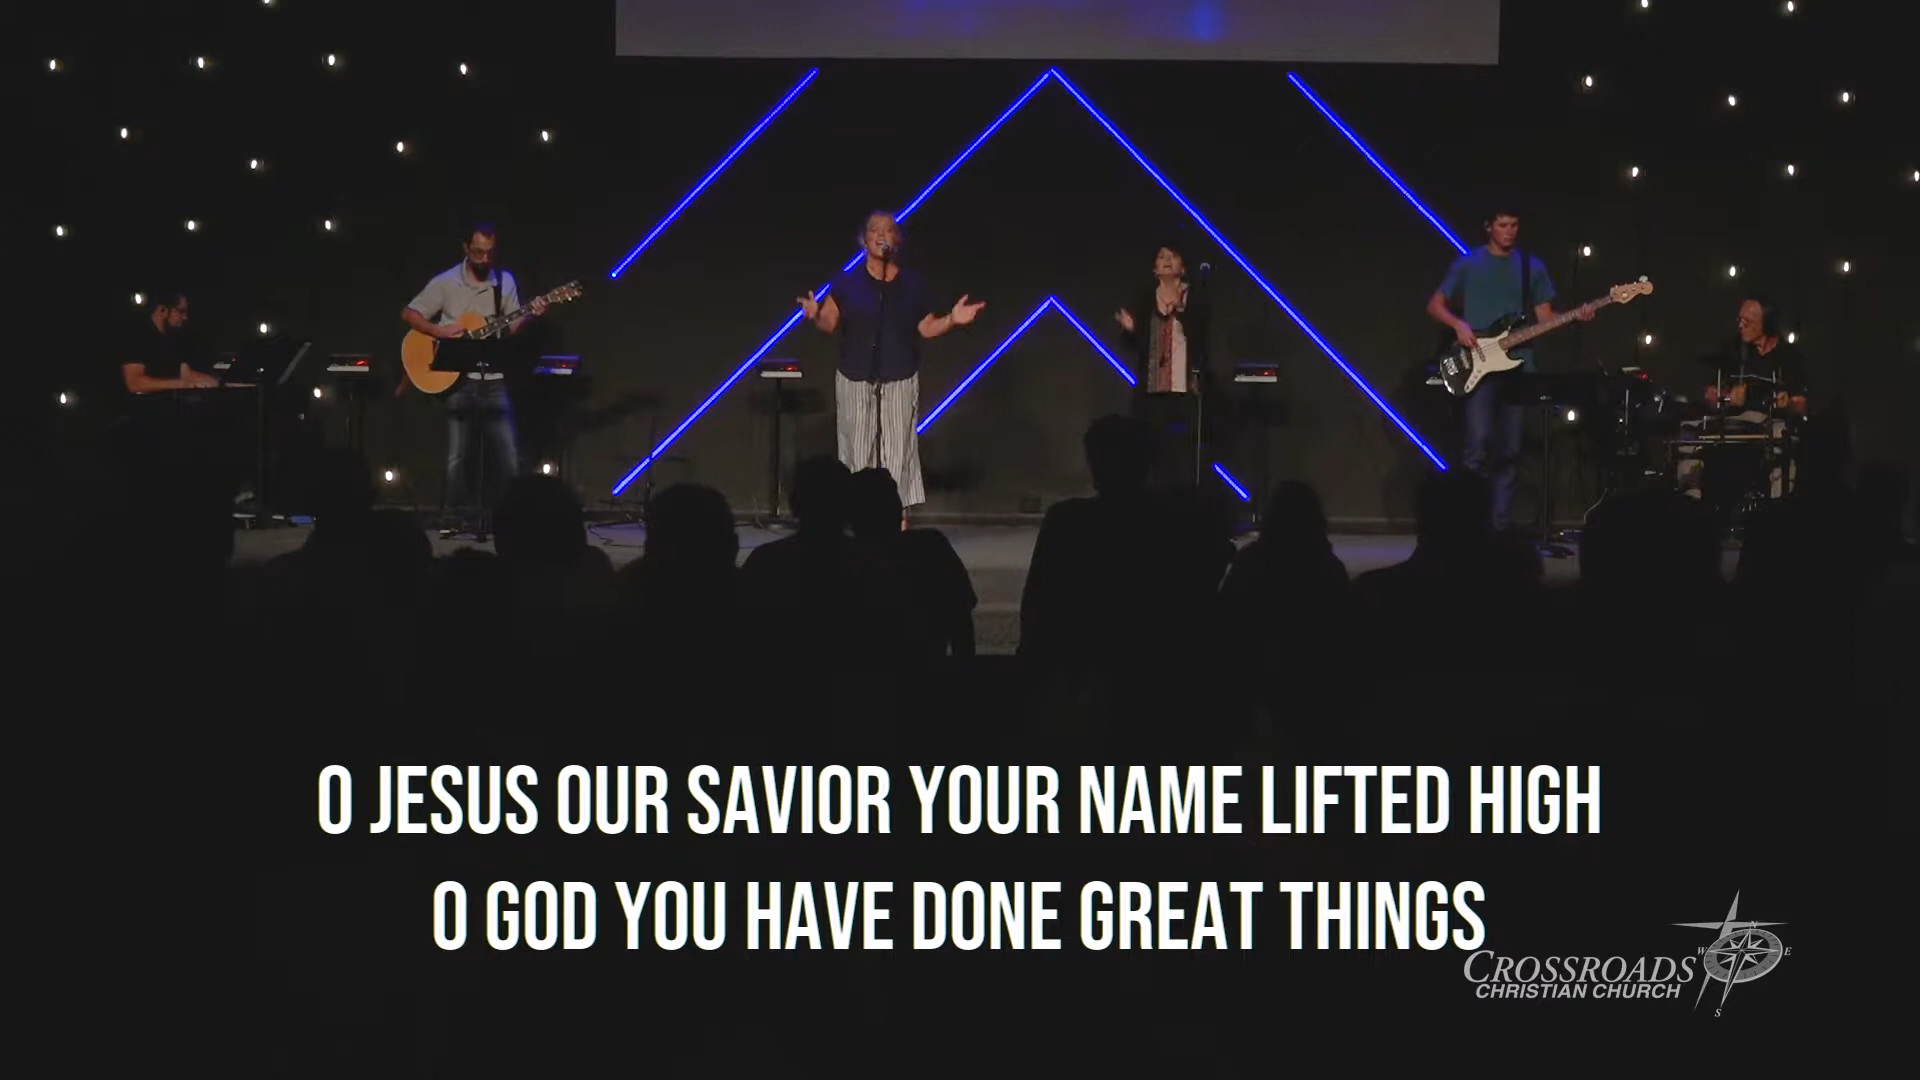 O JESUS OUR SAVIOR YOUR NAME LIFTED HIGH
O GOD YOU HAVE DONE GREAT THINGS
CROSSROADS
CHRISTIAN CHURCH
N
W E
S